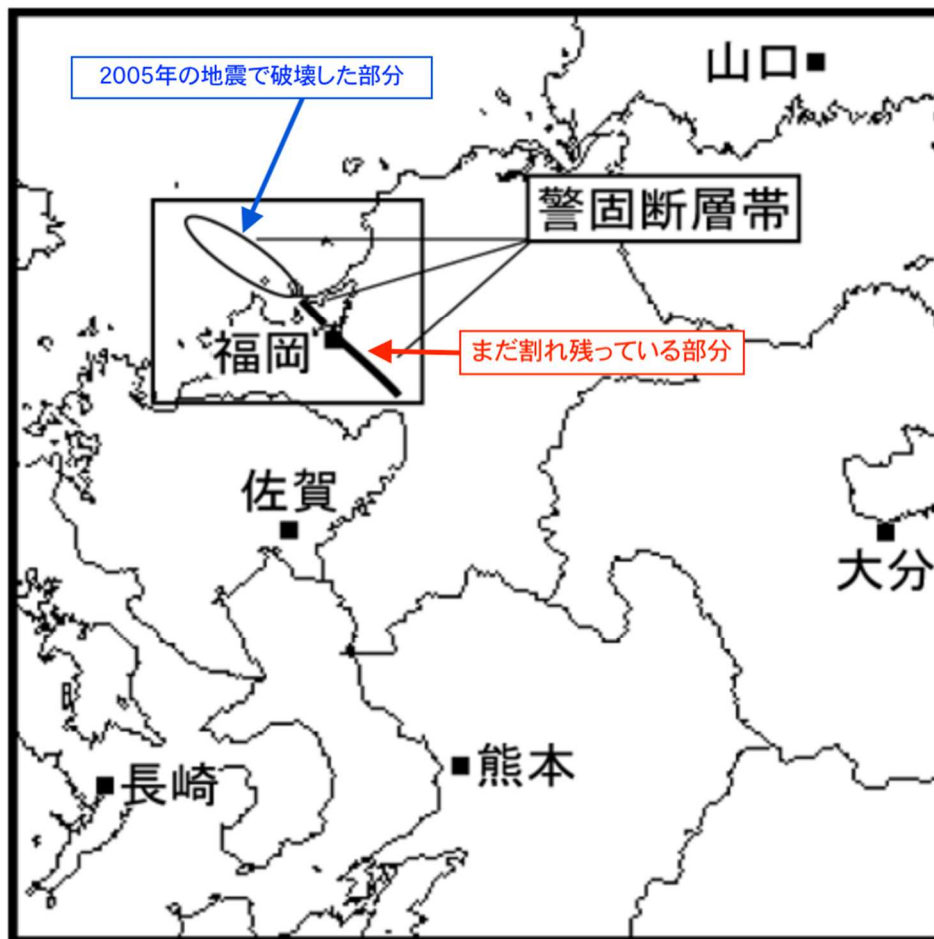 山口
2005年の地震で破壊した部分
警固断層帯
福岡
まだ割れ残っている部分
佐賀
大分
熊本
長崎